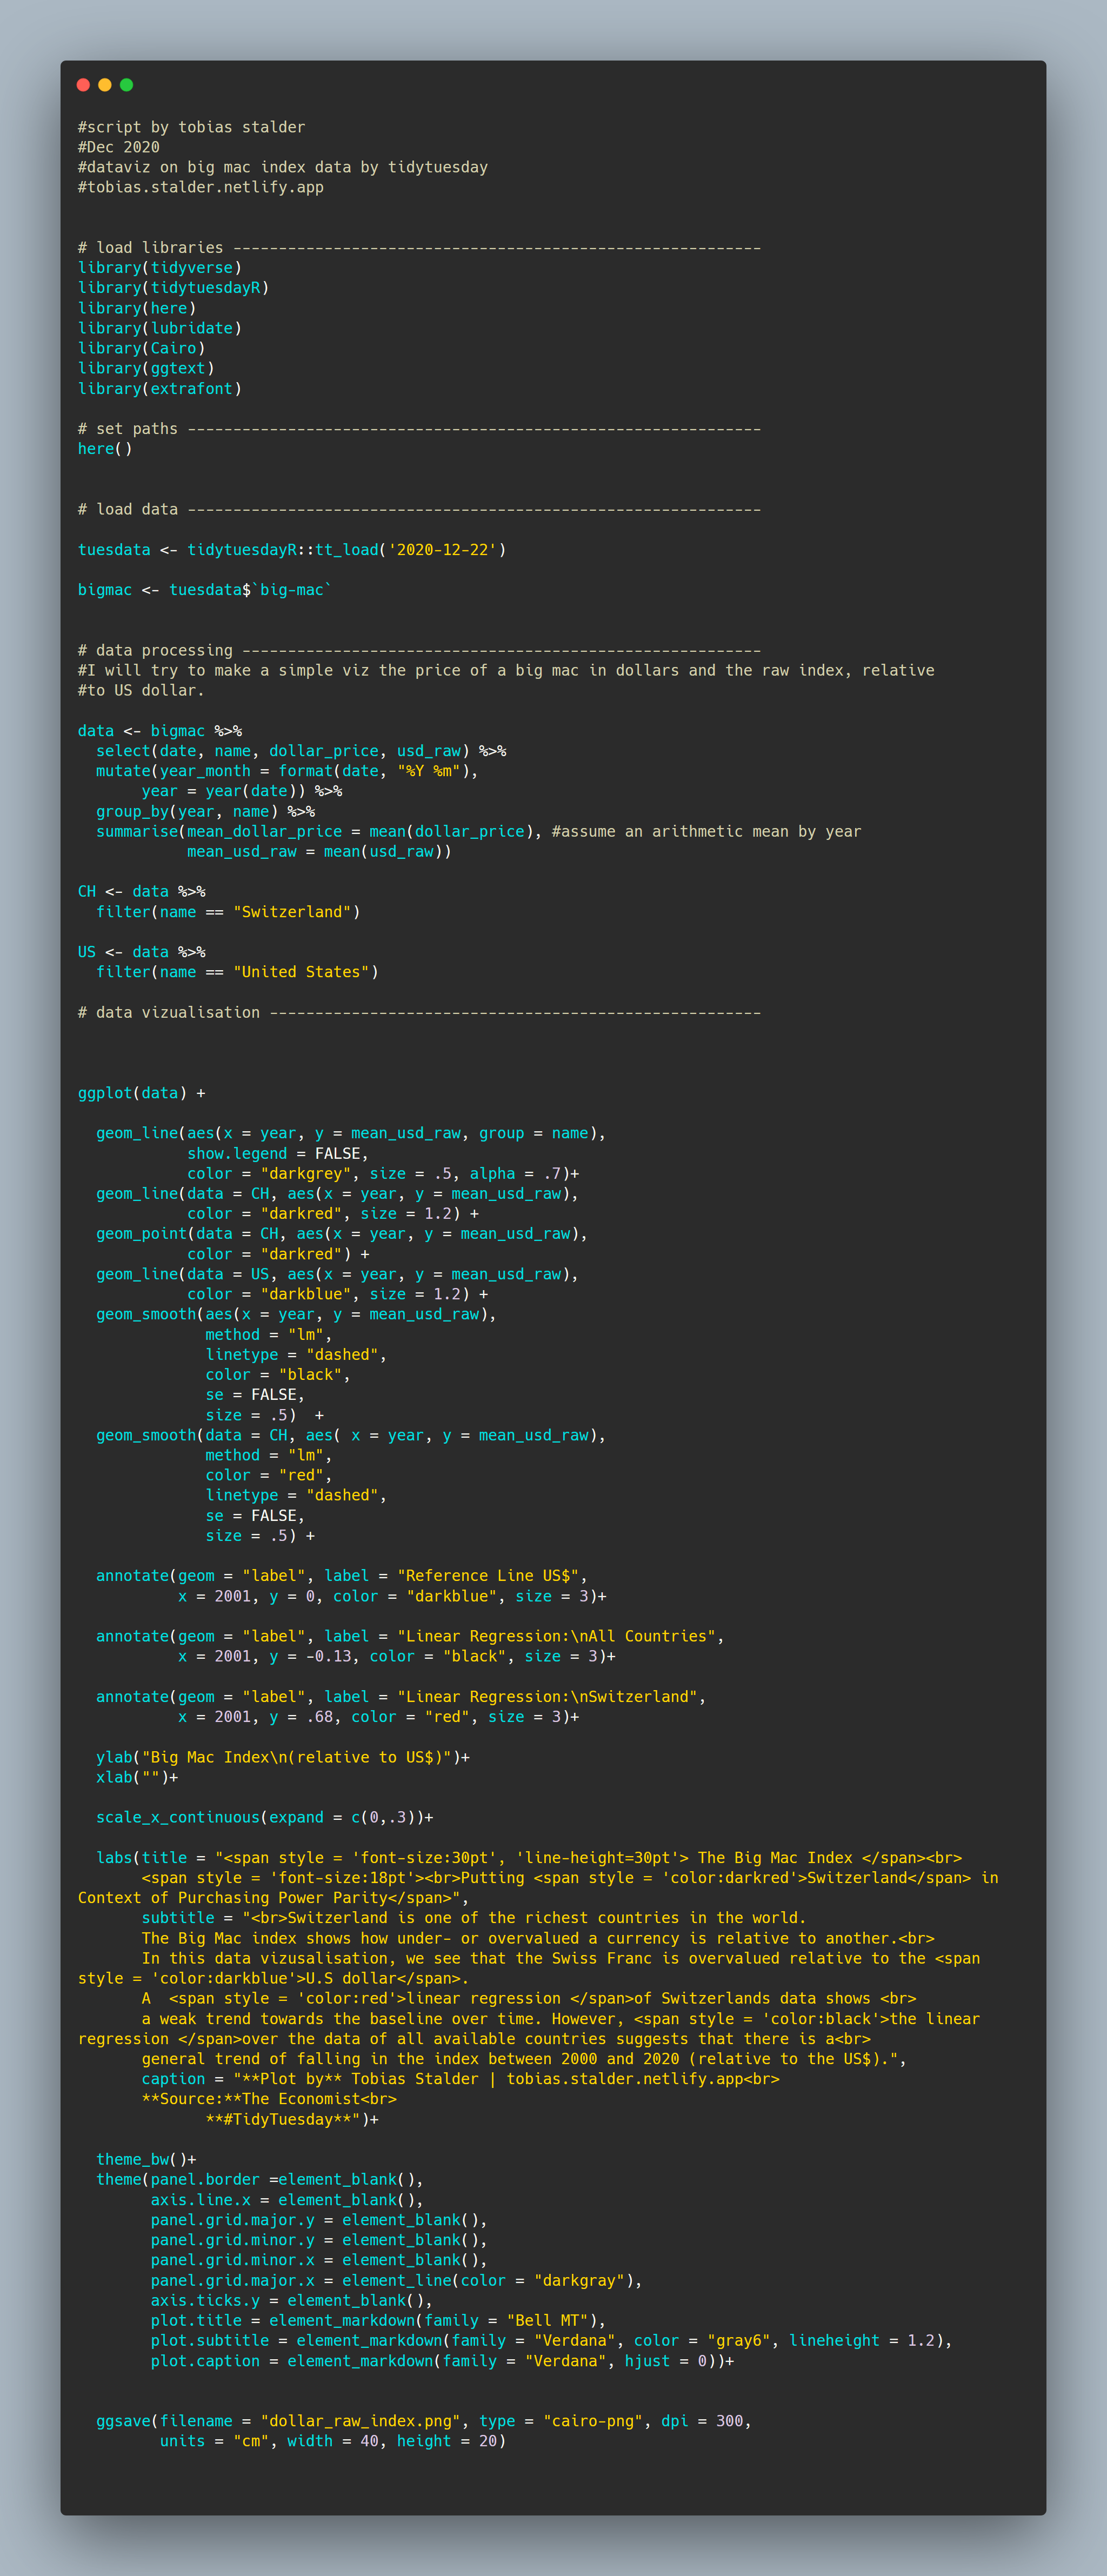 #script by tobias stalder
#Dec 2020
#dataviz on big mac index data by tidytuesday
#tobias.stalder.netlify.app
# load libraries ----------------------------------------------------------
library(tidyverse)
library(tidytuesdayR)
library(here)
library(lubridate)
library(Cairo)
library(ggtext)
library(extrafont)
# set paths ---------------------------------------------------------------
here()
# load data ---------------------------------------------------------------
tuesdata <- tidytuesdayR::tt_load('2020-12-22')
bigmac <- tuesdata$`big-mac`
# data processing ---------------------------------------------------------
#I will try to make a simple viz the price of a big mac in dollars and the raw index, relative
#to US dollar.
data <- bigmac %>%
  select(date, name, dollar_price, usd_raw) %>%
  mutate(year_month = format(date, "%Y %m"),
       year = year(date)) %>%
  group_by(year, name) %>%
  summarise(mean_dollar_price = mean(dollar_price), #assume an arithmetic mean by year
            mean_usd_raw = mean(usd_raw))
CH <- data %>%
  filter(name == "Switzerland")
US <- data %>%
  filter(name == "United States")
# data vizualisation ------------------------------------------------------
ggplot(data) +
  geom_line(aes(x = year, y = mean_usd_raw, group = name),
            show.legend = FALSE,
            color = "darkgrey", size = .5, alpha = .7)+
  geom_line(data = CH, aes(x = year, y = mean_usd_raw),
            color = "darkred", size = 1.2) +
  geom_point(data = CH, aes(x = year, y = mean_usd_raw),
            color = "darkred") +
  geom_line(data = US, aes(x = year, y = mean_usd_raw),
            color = "darkblue", size = 1.2) +
  geom_smooth(aes(x = year, y = mean_usd_raw),
              method = "lm",
              linetype = "dashed",
              color = "black",
              se = FALSE,
              size = .5)  +
  geom_smooth(data = CH, aes( x = year, y = mean_usd_raw),
              method = "lm",
              color = "red",
              linetype = "dashed",
              se = FALSE,
              size = .5) +
  annotate(geom = "label", label = "Reference Line US$",
           x = 2001, y = 0, color = "darkblue", size = 3)+
  annotate(geom = "label", label = "Linear Regression:\nAll Countries",
           x = 2001, y = -0.13, color = "black", size = 3)+
  annotate(geom = "label", label = "Linear Regression:\nSwitzerland",
           x = 2001, y = .68, color = "red", size = 3)+
  ylab("Big Mac Index\n(relative to US$)")+
  xlab("")+
  scale_x_continuous(expand = c(0,.3))+
  labs(title = "<span style = 'font-size:30pt', 'line-height=30pt'> The Big Mac Index </span><br>
       <span style = 'font-size:18pt'><br>Putting <span style = 'color:darkred'>Switzerland</span> in
Context of Purchasing Power Parity</span>",
       subtitle = "<br>Switzerland is one of the richest countries in the world.
       The Big Mac index shows how under- or overvalued a currency is relative to another.<br>
       In this data vizusalisation, we see that the Swiss Franc is overvalued relative to the <span
style = 'color:darkblue'>U.S dollar</span>.
       A  <span style = 'color:red'>linear regression </span>of Switzerlands data shows <br>
       a weak trend towards the baseline over time. However, <span style = 'color:black'>the linear
regression </span>over the data of all available countries suggests that there is a<br>
       general trend of falling in the index between 2000 and 2020 (relative to the US$).",
       caption = "**Plot by** Tobias Stalder | tobias.stalder.netlify.app<br>
       **Source:**The Economist<br>
              **#TidyTuesday**")+
  theme_bw()+
  theme(panel.border =element_blank(),
        axis.line.x = element_blank(),
        panel.grid.major.y = element_blank(),
        panel.grid.minor.y = element_blank(),
        panel.grid.minor.x = element_blank(),
        panel.grid.major.x = element_line(color = "darkgray"),
        axis.ticks.y = element_blank(),
        plot.title = element_markdown(family = "Bell MT"),
        plot.subtitle = element_markdown(family = "Verdana", color = "gray6", lineheight = 1.2),
        plot.caption = element_markdown(family = "Verdana", hjust = 0))+
  ggsave(filename = "dollar_raw_index.png", type = "cairo-png", dpi = 300,
         units = "cm", width = 40, height = 20)